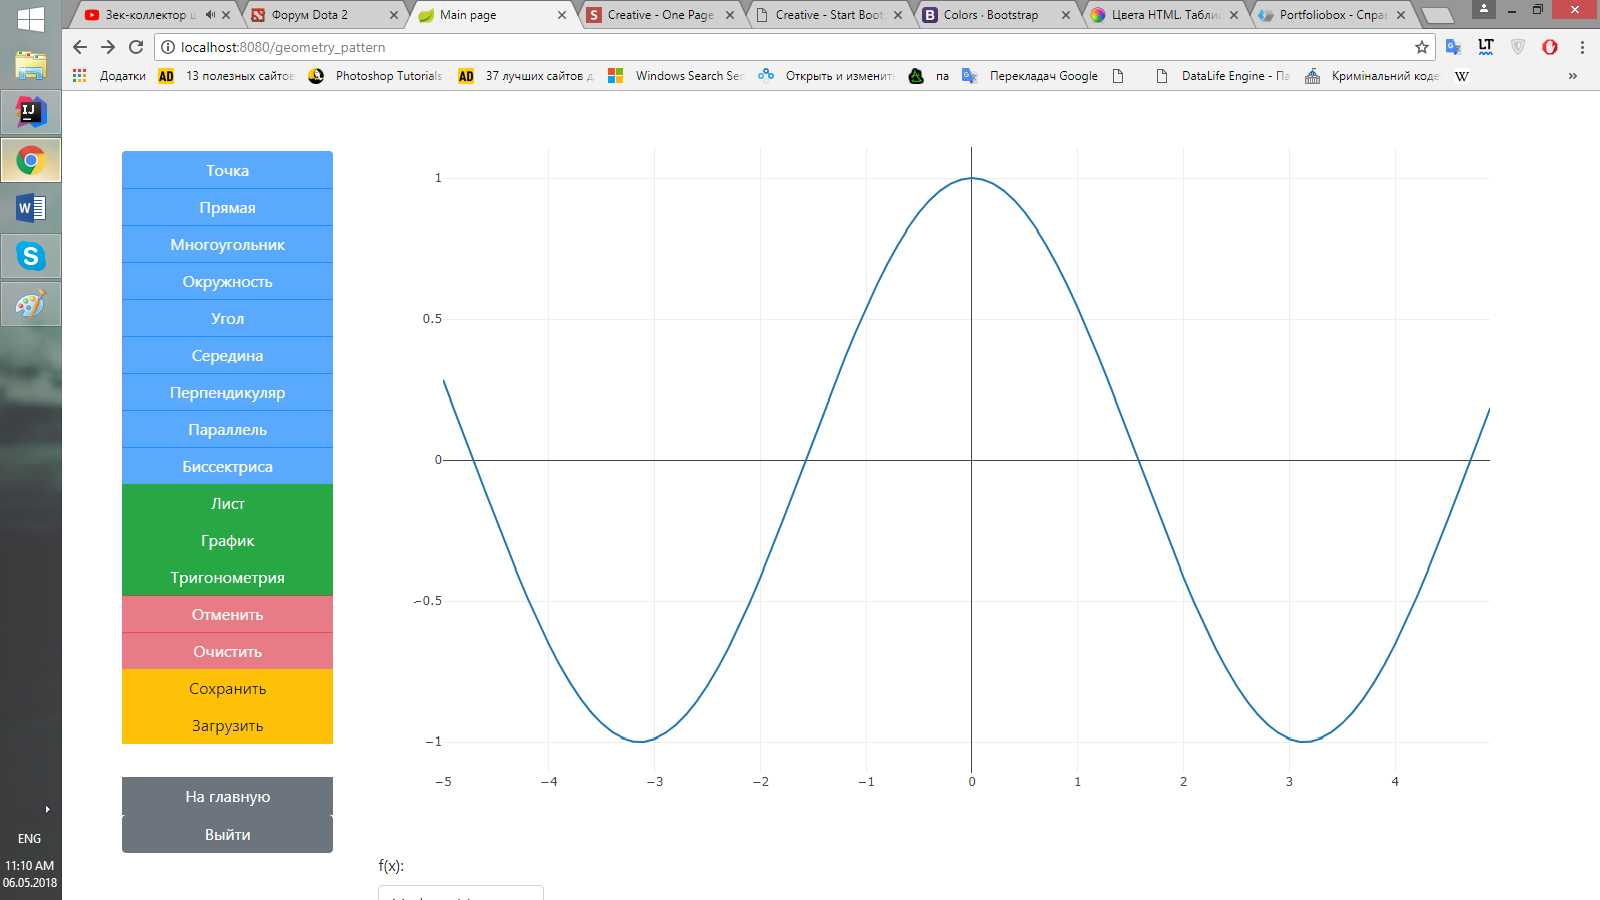 Зек-коллектор ш
Форум Dota 2
Main page
Creative - One Page
Creative - Start Boots
Colors · Bootstrap
Цвета HTML. Таблиц
Portfoliobox - Справ
localhost:8080/geometry_pattern
Додатки
13 полезных сайтов
Photoshop Tutorials
37 лучших сайтов д
Windows Search Ser
Открыть и изменит
па
Перекладач Google
DataLife Engine - Па
Кримінальний коде
Точка
Прямая
Многоугольник
Окружность
Угол
Середина
Перпендикуляр
Параллель
Биссектриса
Лист
График
Тригонометрия
Отменить
Очистить
Сохранить
Загрузить
На главную
Выйти
1
0.5
0
−0.5
−1
−5 −4 −3 −2 −1 0 1 2 3 4
f(x):
ENG
11:10 AM
06.05.2018